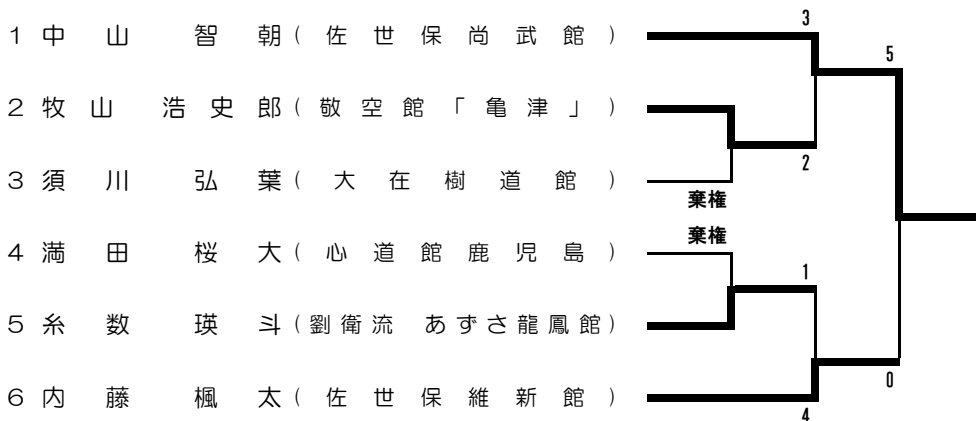 1 中山 智朝 (佐世保尚武館)
3
5
2 牧山 浩史郎 (敬空館「亀津」)
2
3 須川 弘葉 (大在樹道館)
棄権
棄権
4 満田 桜大 (心道館鹿児島)
1
5 糸数 瑛斗 (劉衛流 あずさ龍鳳館)
0
6 内藤 楓太 (佐世保維新館)
4